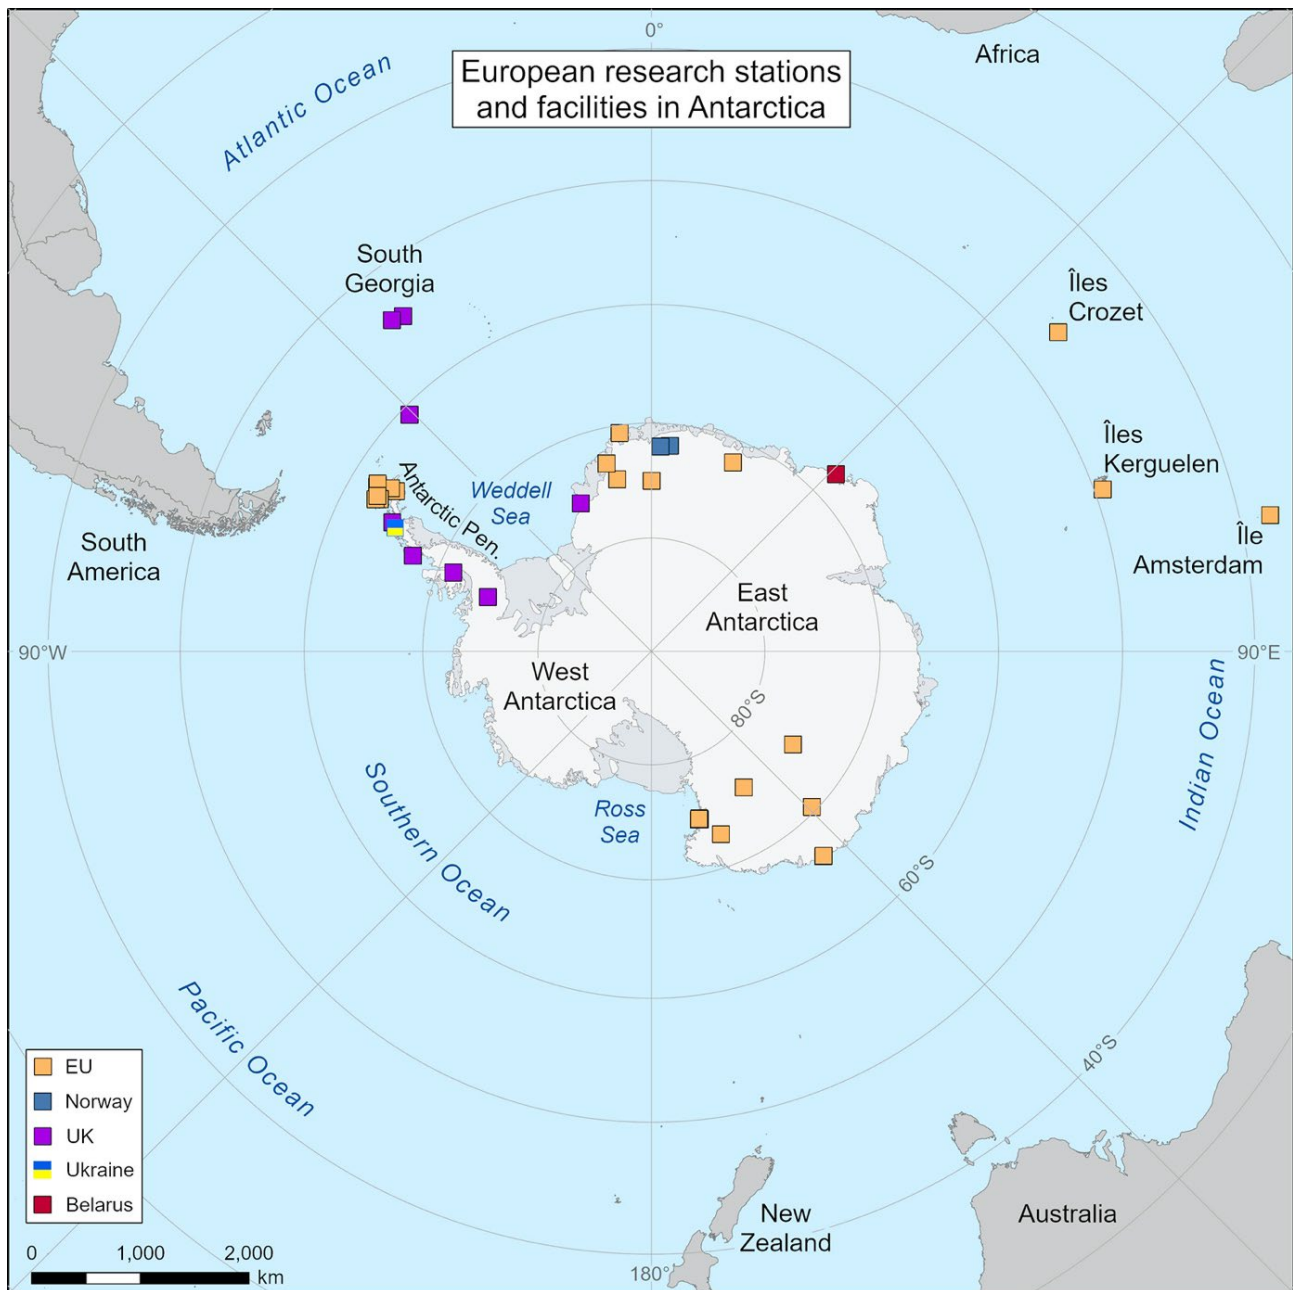 0°
Africa
European research stations
and facilities in Antarctica
Atlantic Ocean
South
Georgia
Îles
Crozet
Îles
Kerguelen
Île
Amsterdam
Antarctic Pen.
Weddell
Sea
South
America
East
Antarctica
90°W
90°E
West
Antarctica
80°S
Indian Ocean
Ross
Sea
Southern Ocean
60°S
Pacific Ocean
40°S
EU
Norway
UK
Ukraine
Belarus
New
Zealand
Australia
0 1,000 2,000
km
180°